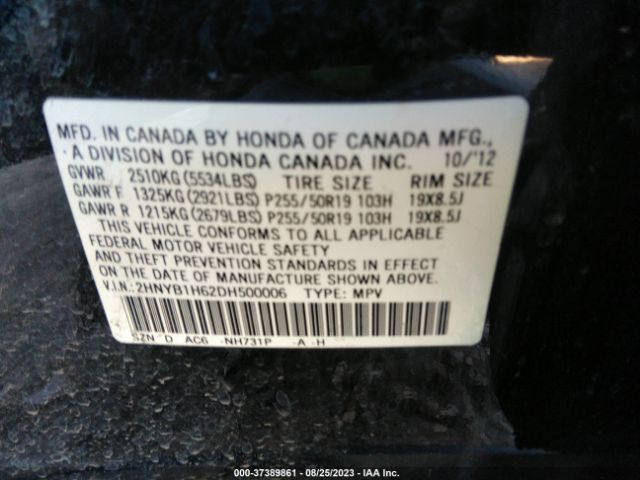 MFD. IN CANADA BY HONDA OF CANADA MFG.,
A DIVISION OF HONDA CANADA INC. 10/'12
GVWR 2510KG (5534LBS) TIRE SIZE RIM SIZE
GAWR F 1325KG (2921LBS) P255/50R19 103H 19X8.5J
GAWR R 1215KG (2679LBS) P255/50R19 103H 19X8.5J
THIS VEHICLE CONFORMS TO ALL APPLICABLE
FEDERAL MOTOR VEHICLE SAFETY
AND THEFT PREVENTION STANDARDS IN EFFECT
ON THE DATE OF MANUFACTURE SHOWN ABOVE.
V.I.N.:2HNYB1H62DH500006 TYPE: MPV
SZN D AC6 -NH731P -A -H
000-37389861 - 08/25/2023 - IAA Inc.